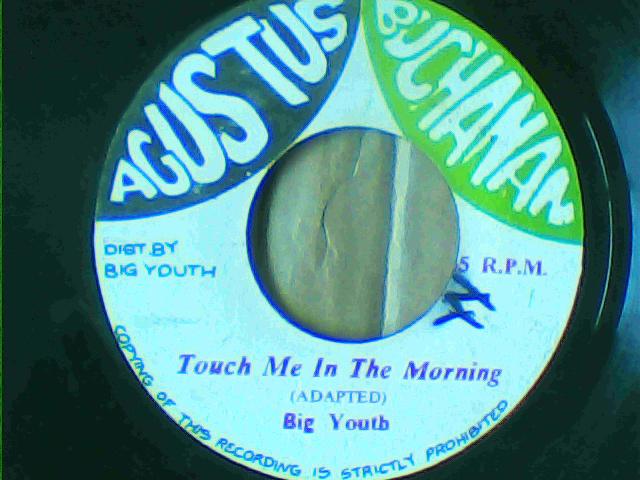 AGUSTUS
BUCHANAN
DIST. BY
BIG YOUTH
5 R.P.M.
Touch Me In The Morning
(ADAPTED)
Big Youth
COPYING OF THIS RECORDING IS STRICTLY PROHIBITED